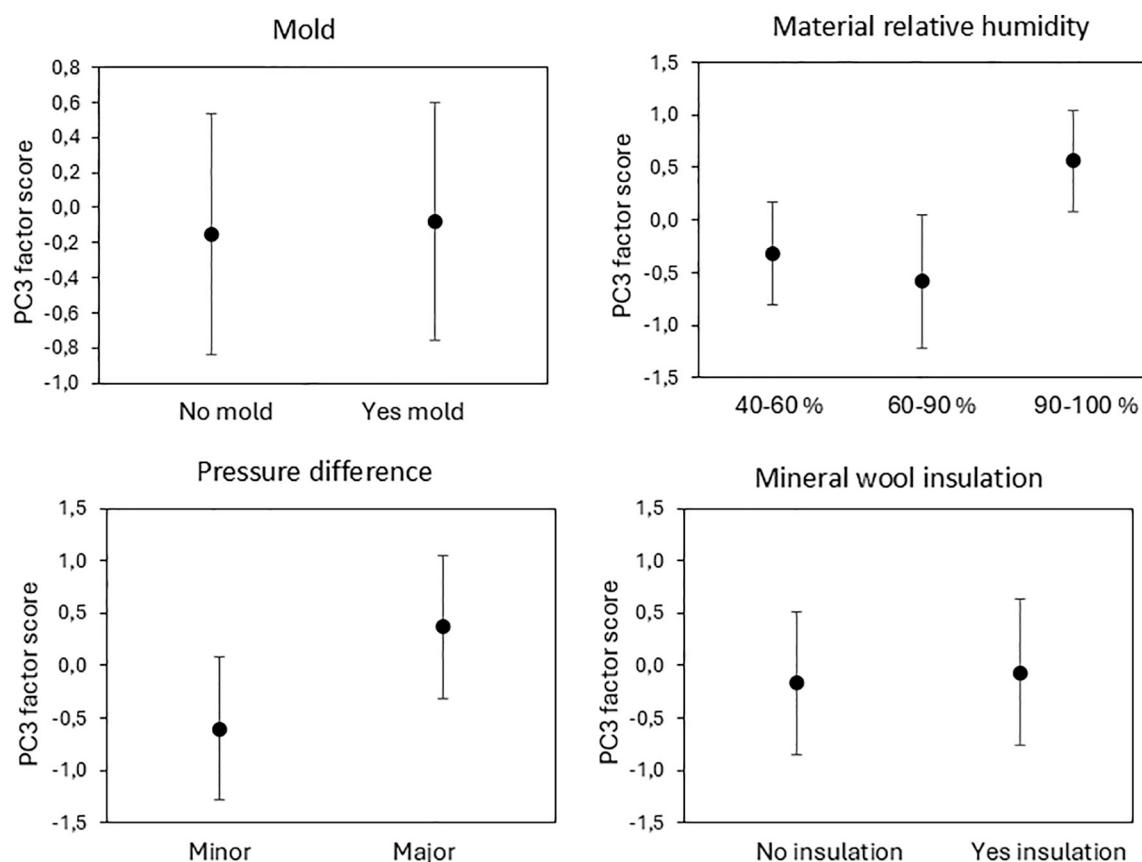 Mold
PC3 factor score
0,8
0,6
0,4
0,2
0,0
-0,2
-0,4
-0,6
-0,8
-1,0
No mold Yes mold
Material relative humidity
PC3 factor score
1,5
1,0
0,5
0,0
-0,5
-1,0
-1,5
40-60 % 60-90 % 90-100 %
Pressure difference
PC3 factor score
1,5
1,0
0,5
0,0
-0,5
-1,0
-1,5
Minor Major
Mineral wool insulation
PC3 factor score
1,5
1,0
0,5
0,0
-0,5
-1,0
-1,5
No insulation Yes insulation